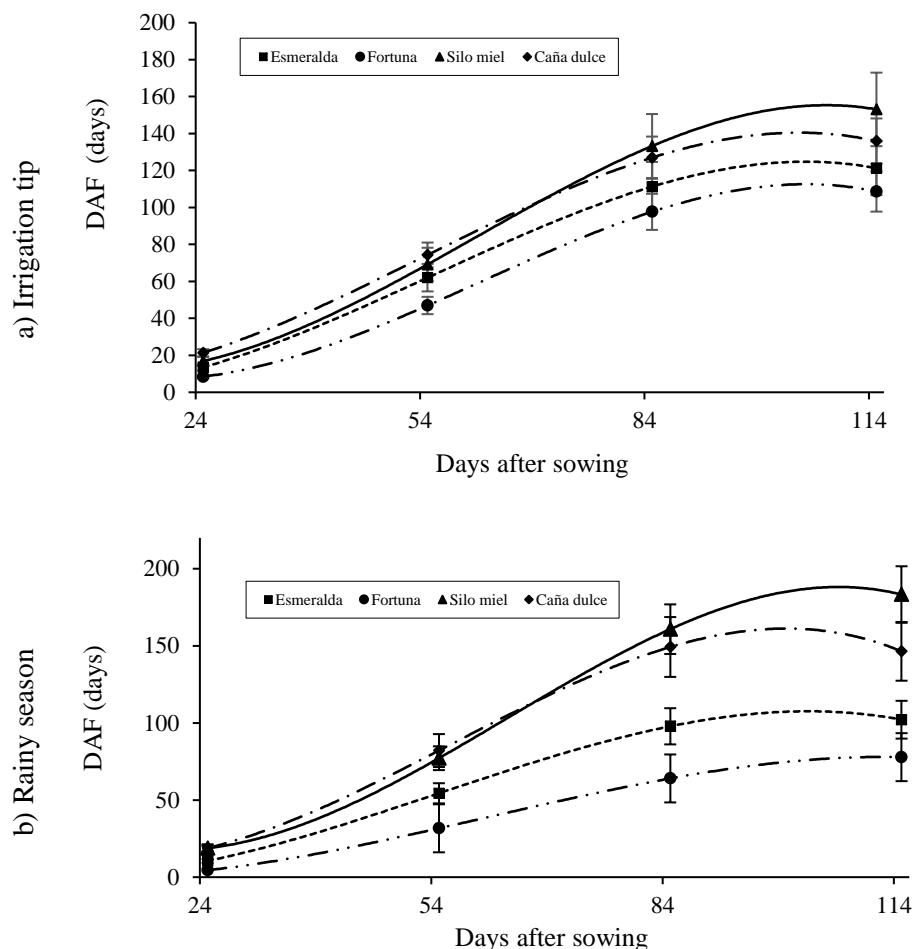 a) Irrigation tip
DAF (days)
200
180
160
140
120
100
80
60
40
20
0
Esmeralda Fortuna Silo miel Caña dulce
24 54 84 114
Days after sowing
b) Rainy season
DAF (days)
200
150
100
50
0
Esmeralda Fortuna Silo miel Caña dulce
24 54 84 114
Days after sowing